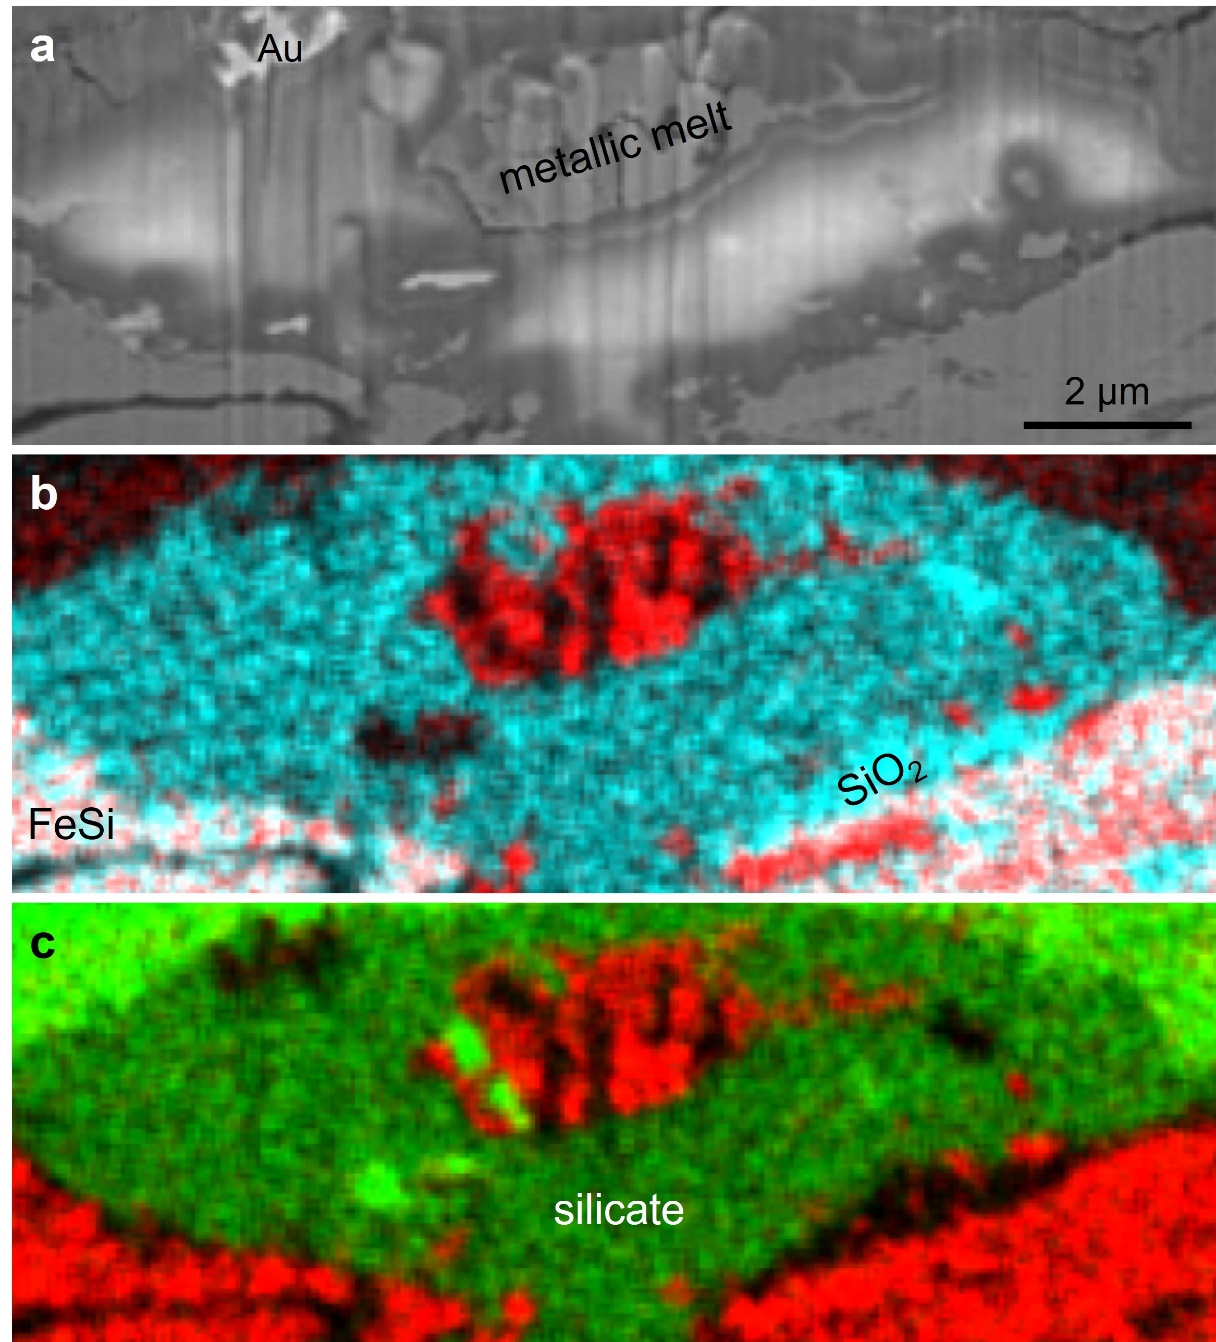 a
Au
metallic melt
2 µm
b
SiO₂
FeSi
c
silicate